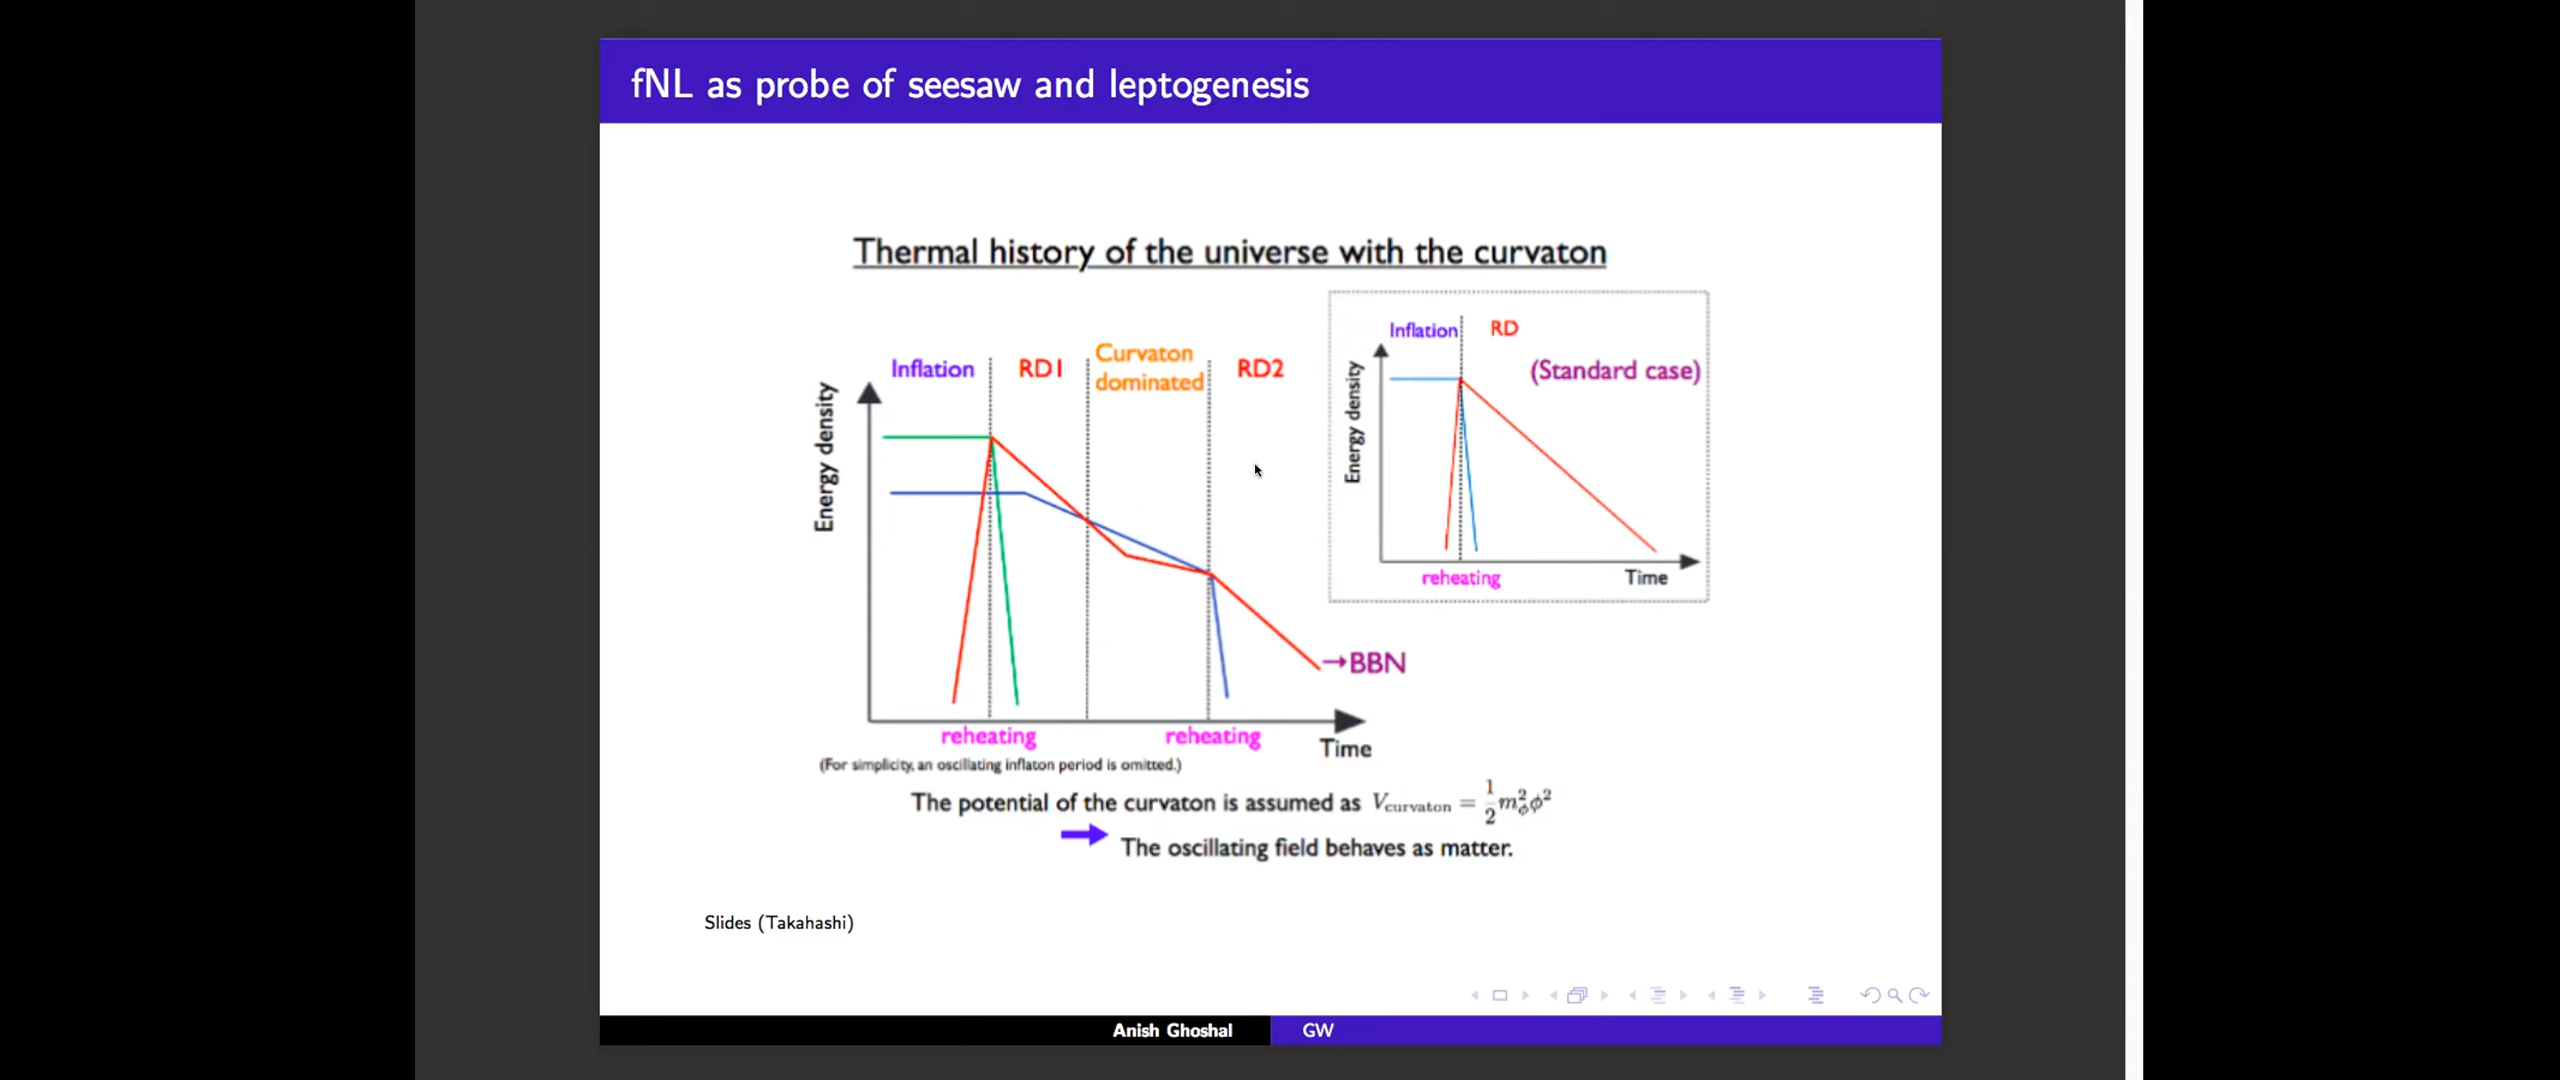 fNL as probe of seesaw and leptogenesis
Thermal history of the universe with the curvaton
Inflation
RD1
Curvaton
dominated
RD2
Energy density
reheating
reheating
Time
→BBN
(For simplicity, an oscillating inflaton period is omitted.)
Inflation
RD
(Standard case)
Energy density
reheating
Time
The potential of the curvaton is assumed as V_curvaton = 1/2 m_ϕ^2 ϕ^2
The oscillating field behaves as matter.
Slides (Takahashi)
Anish Ghoshal
GW